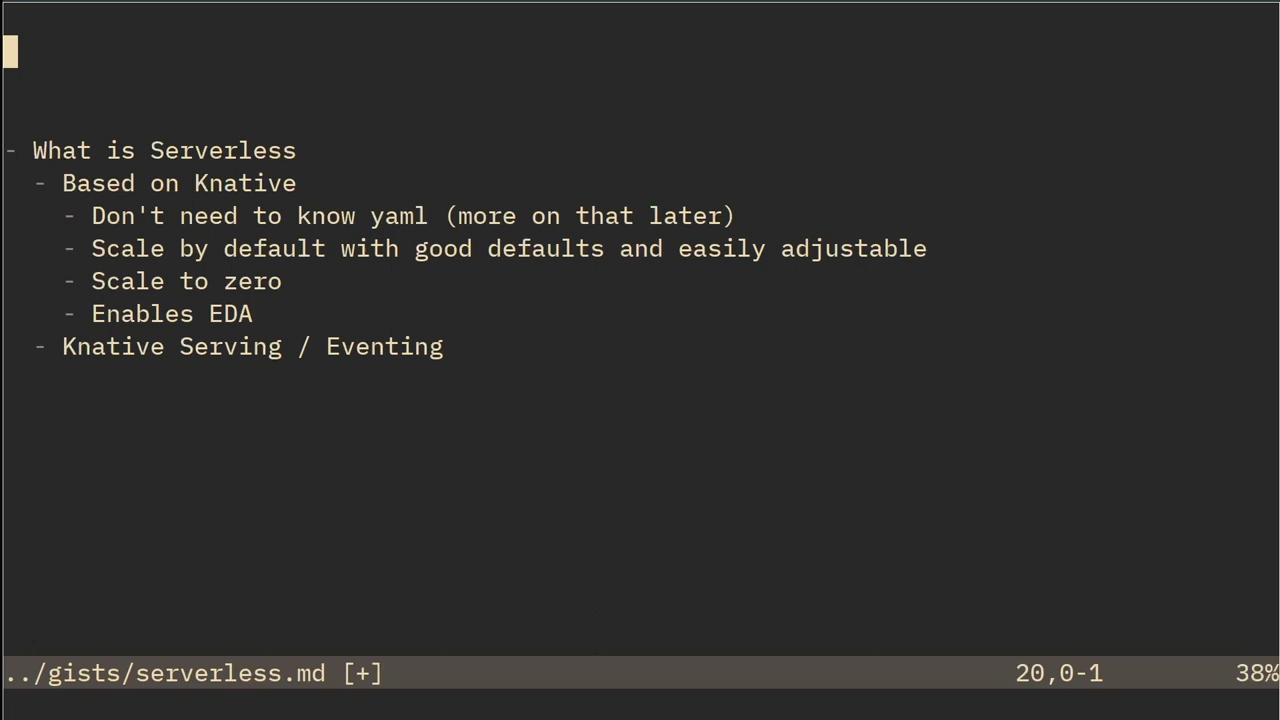 - What is Serverless
- Based on Knative
- Don't need to know yaml (more on that later)
- Scale by default with good defaults and easily adjustable
- Scale to zero
- Enables EDA
- Knative Serving / Eventing
../gists/serverless.md [+] 20,0-1 38%